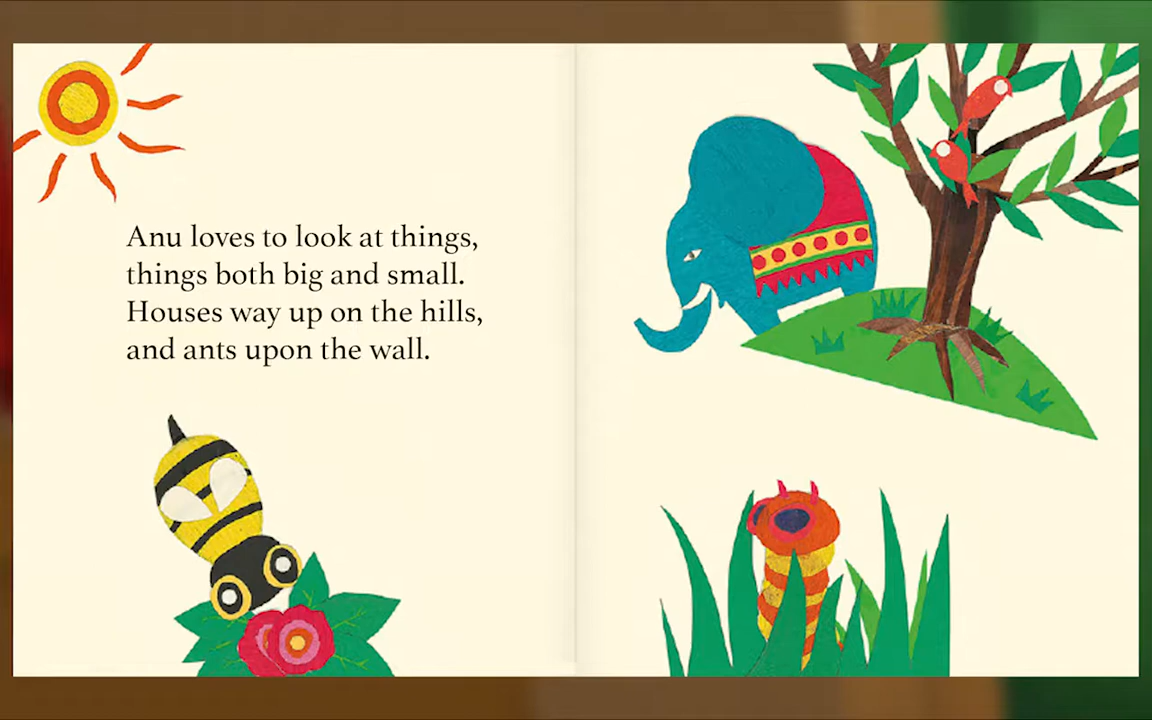 Anu loves to look at things,
things both big and small.
Houses way up on the hills,
and ants upon the wall.